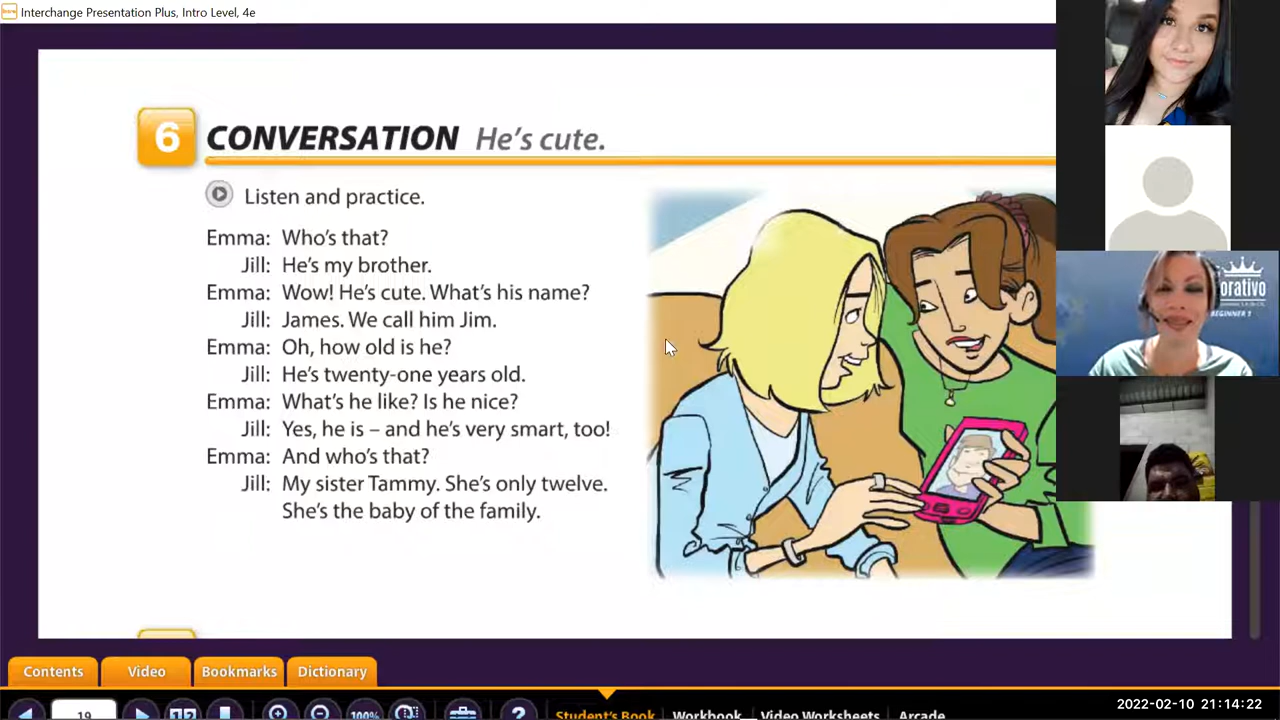 Interchange Presentation Plus, Intro Level, 4e
6 CONVERSATION He's cute.
Listen and practice.
Emma: Who's that?
Jill: He's my brother.
Emma: Wow! He's cute. What's his name?
Jill: James. We call him Jim.
Emma: Oh, how old is he?
Jill: He's twenty-one years old.
Emma: What's he like? Is he nice?
Jill: Yes, he is – and he's very smart, too!
Emma: And who's that?
Jill: My sister Tammy. She's only twelve.
She's the baby of the family.
orativo
BEGINNER 1
Contents Video Bookmarks Dictionary
19 100% ? Student's Book Workbook Video Worksheets Arcade
2022-02-10 21:14:22